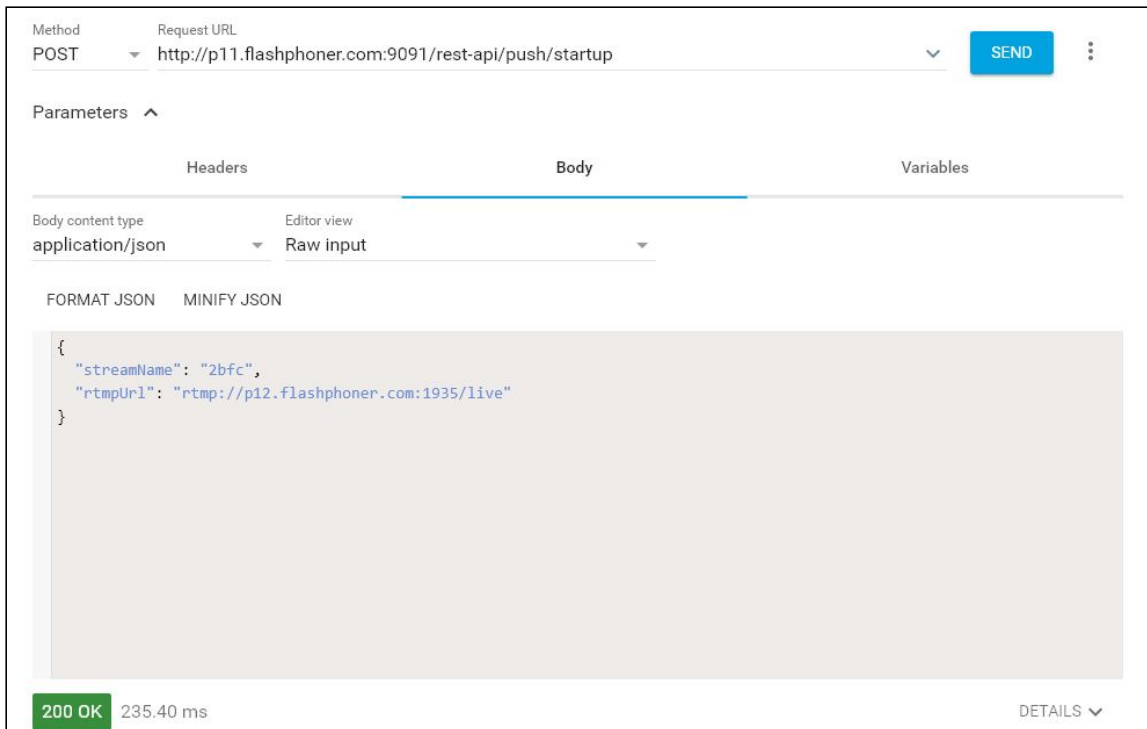 Method Request URL
POST http://p11.flashphoner.com:9091/rest-api/push/startup SEND
Parameters
Headers Body Variables
Body content type Editor view
application/json Raw input
FORMAT JSON MINIFY JSON
{
"streamName": "2bfc",
"rtmpUrl": "rtmp://p12.flashphoner.com:1935/live"
}
200 OK 235.40 ms DETAILS